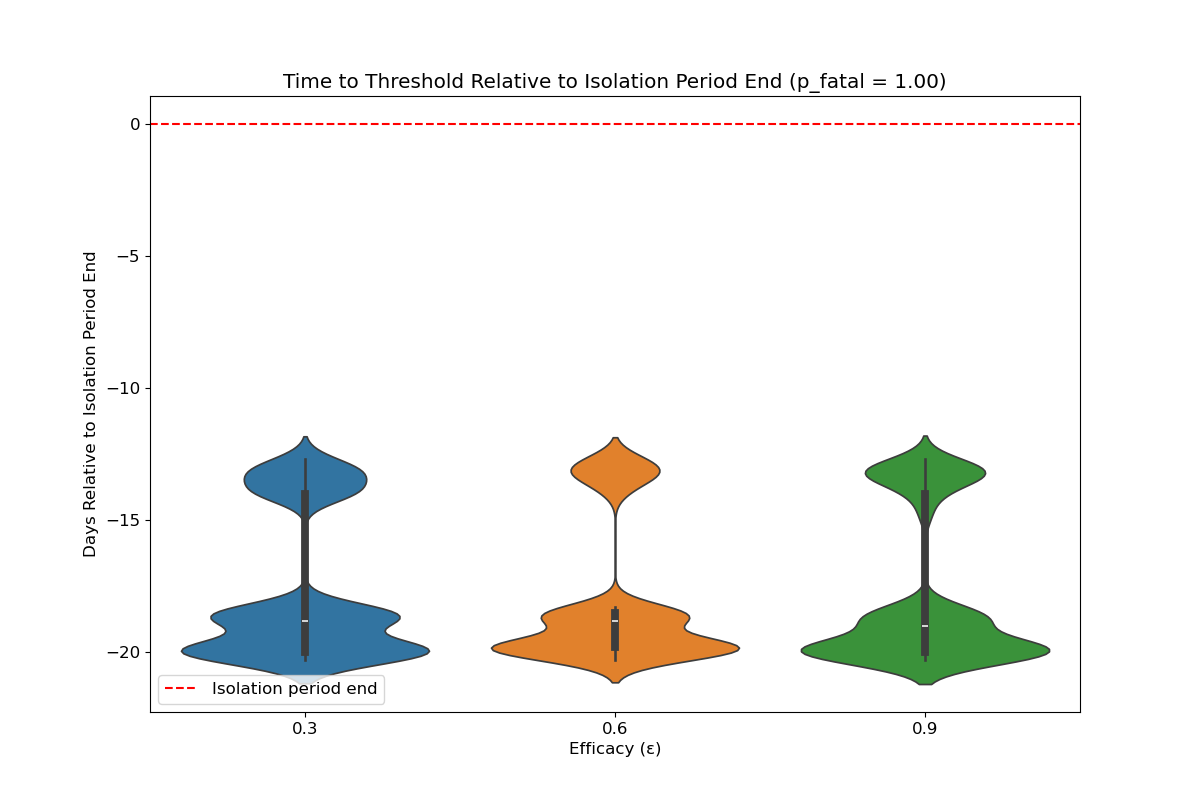 Time to Threshold Relative to Isolation Period End (p_fatal = 1.00)
Days Relative to Isolation Period End
0
−5
−10
−15
−20
Isolation period end
0.3
0.6
0.9
Efficacy (ε)